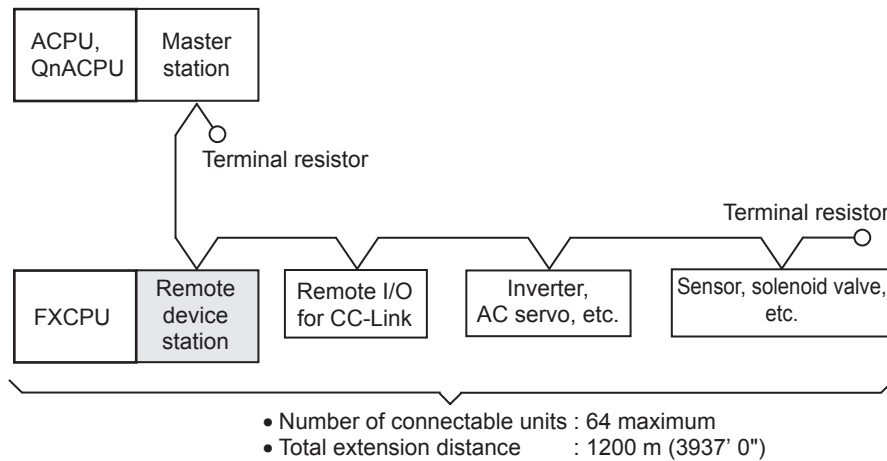 ACPU,
QnACPU
Master
station
Terminal resistor
Terminal resistor
FXCPU
Remote
device
station
Remote I/O
for CC-Link
Inverter,
AC servo, etc.
Sensor, solenoid valve,
etc.
• Number of connectable units : 64 maximum
• Total extension distance : 1200 m (3937' 0")